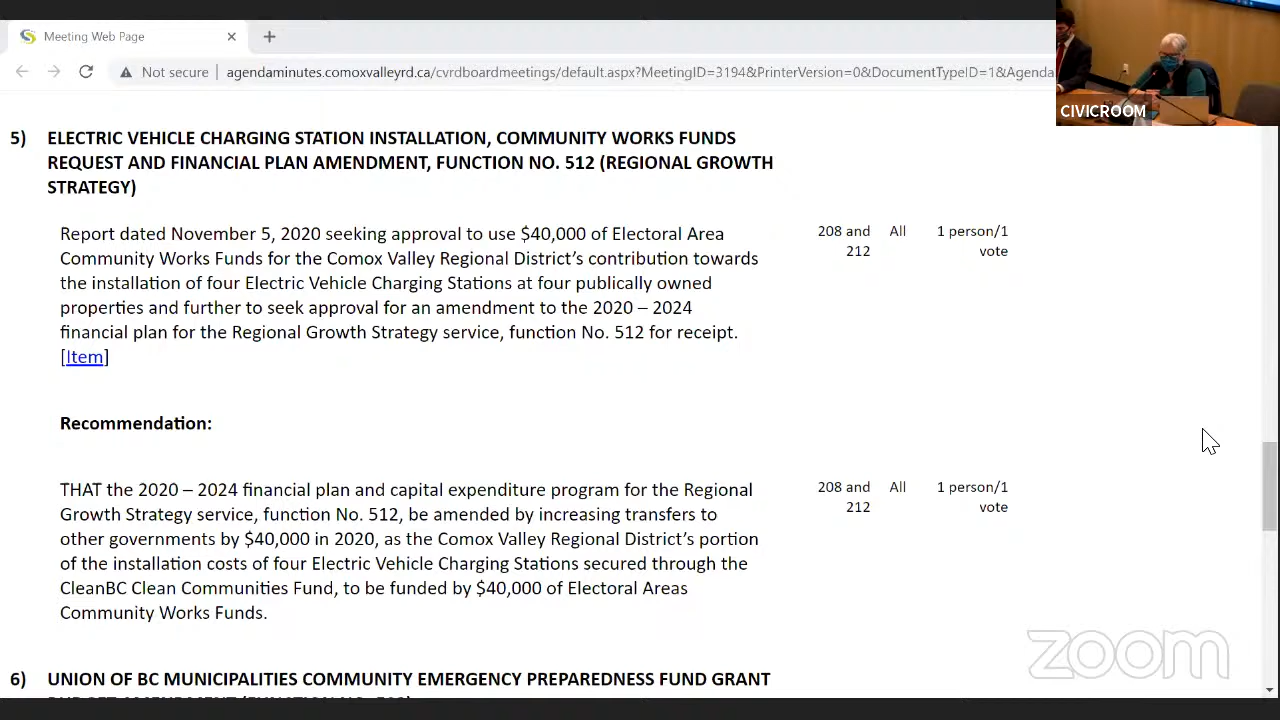 Meeting Web Page
Not secure
agendaminutes.comoxvalleyrd.ca/cvrdboardmeetings/default.aspx?MeetingID=3194&PrinterVersion=0&DocumentTypeID=1&Agenda
CIVICROOM
5) ELECTRIC VEHICLE CHARGING STATION INSTALLATION, COMMUNITY WORKS FUNDS
REQUEST AND FINANCIAL PLAN AMENDMENT, FUNCTION NO. 512 (REGIONAL GROWTH
STRATEGY)
Report dated November 5, 2020 seeking approval to use $40,000 of Electoral Area
Community Works Funds for the Comox Valley Regional District's contribution towards
the installation of four Electric Vehicle Charging Stations at four publically owned
properties and further to seek approval for an amendment to the 2020 – 2024
financial plan for the Regional Growth Strategy service, function No. 512 for receipt.
[Item]
208 and All 1 person/1
212 vote
Recommendation:
THAT the 2020 – 2024 financial plan and capital expenditure program for the Regional
Growth Strategy service, function No. 512, be amended by increasing transfers to
other governments by $40,000 in 2020, as the Comox Valley Regional District's portion
of the installation costs of four Electric Vehicle Charging Stations secured through the
CleanBC Clean Communities Fund, to be funded by $40,000 of Electoral Areas
Community Works Funds.
208 and All 1 person/1
212 vote
zoom
6) UNION OF BC MUNICIPALITIES COMMUNITY EMERGENCY PREPAREDNESS FUND GRANT